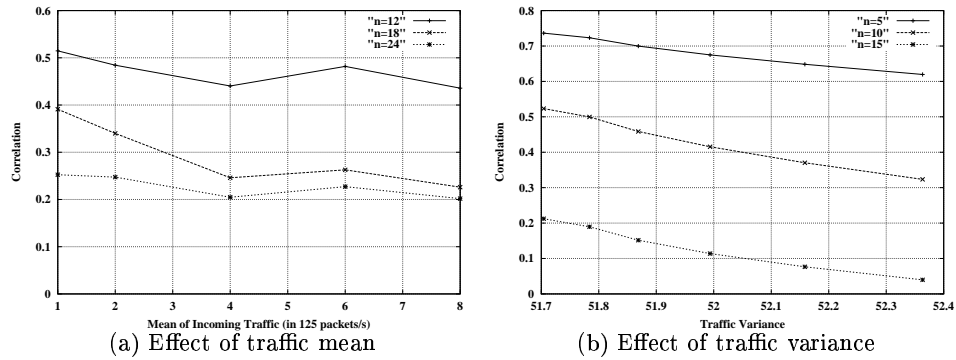 0.6
0.5
0.4
0.3
0.2
0.1
0
Correlation
"n=12"
"n=18"
"n=24"
1 2 3 4 5 6 7 8
Mean of Incoming Traffic (in 125 packets/s)
(a) Effect of traffic mean
0.8
0.7
0.6
0.5
0.4
0.3
0.2
0.1
0
Correlation
"n=5"
"n=10"
"n=15"
51.7 51.8 51.9 52 52.1 52.2 52.3 52.4
Traffic Variance
(b) Effect of traffic variance